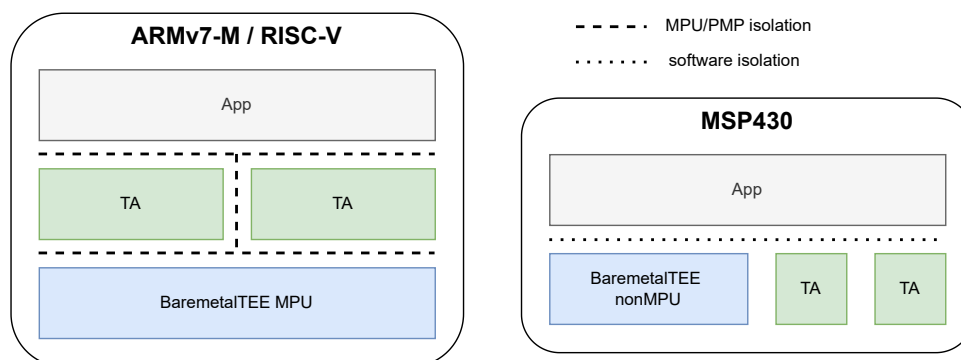 ARMv7-M / RISC-V
App
TA
TA
BaremetalTEE MPU
MPU/PMP isolation
software isolation
MSP430
App
BaremetalTEE
nonMPU
TA
TA